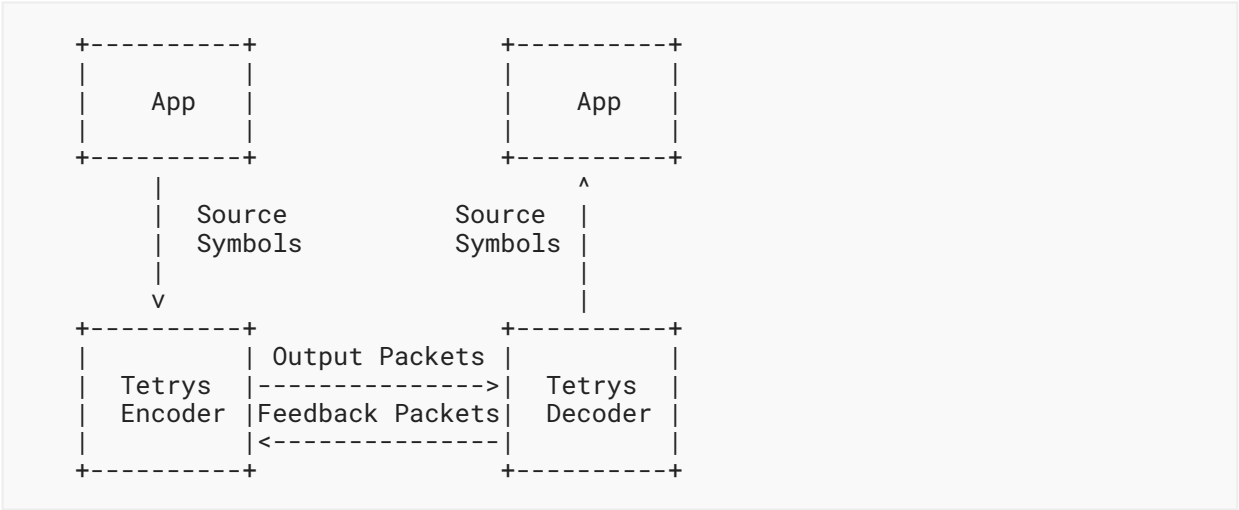 +----------+                +----------+
|          |                |          |
|    App   |                |    App   |
|          |                |          |
+----------+                +----------+
     |                           ^
     |  Source           Source  |
     |  Symbols          Symbols |
     |                           |
     v                           |
+----------+                +----------+
|          | Output Packets |          |
|  Tetrys  |--------------->|  Tetrys  |
|  Encoder |Feedback Packets|  Decoder |
|          |<---------------|          |
+----------+                +----------+